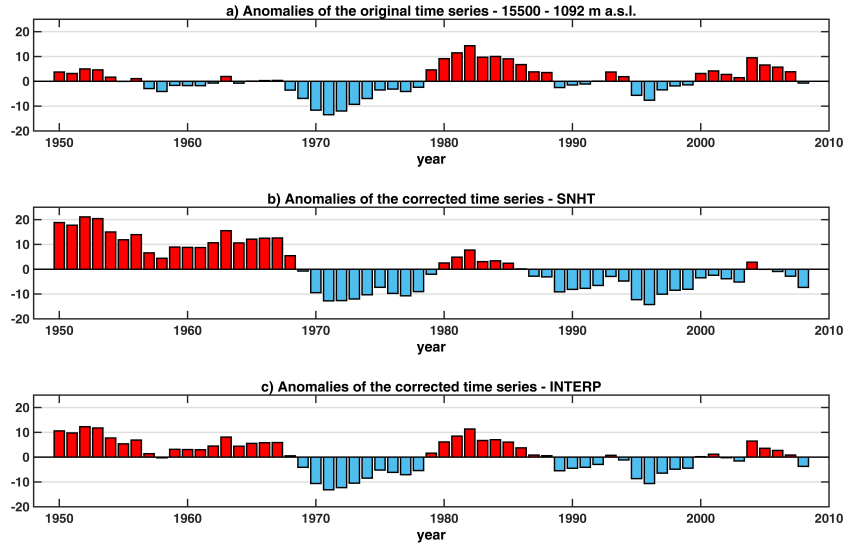 a) Anomalies of the original time series - 15500 - 1092 m a.s.l.
20
10
0
-10
-20
1950 1960 1970 1980 1990 2000 2010
year
b) Anomalies of the corrected time series - SNHT
20
10
0
-10
-20
1950 1960 1970 1980 1990 2000 2010
year
c) Anomalies of the corrected time series - INTERP
20
10
0
-10
-20
1950 1960 1970 1980 1990 2000 2010
year